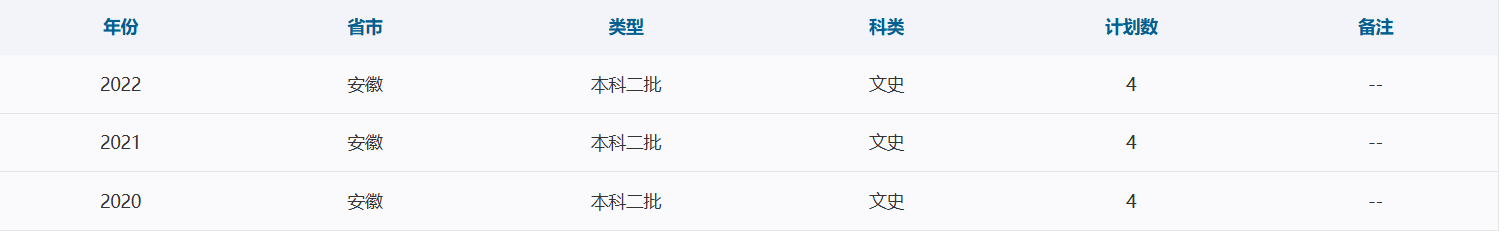 年份 省市 类型 科类 计划数 备注
2022 安徽 本科二批 文史 4 --
2021 安徽 本科二批 文史 4 --
2020 安徽 本科二批 文史 4 --